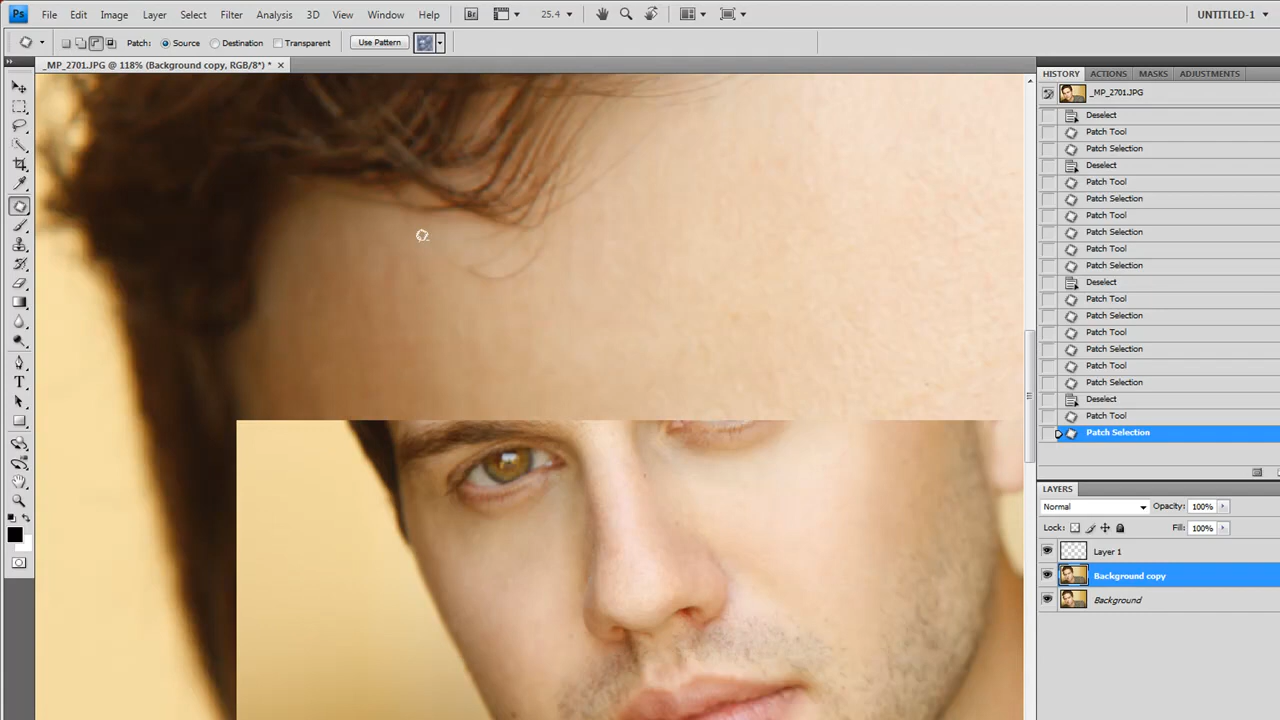 Ps File Edit Image Layer Select Filter Analysis 3D View Window Help Br 25.4 UNTITLED-1
Patch: Source Destination Transparent Use Pattern
_MP_2701.JPG @ 118% (Background copy, RGB/8*) *
HISTORY ACTIONS MASKS ADJUSTMENTS
_MP_2701.JPG
Deselect
Patch Tool
Patch Selection
Deselect
Patch Tool
Patch Selection
Patch Tool
Patch Selection
Patch Tool
Patch Selection
Deselect
Patch Tool
Patch Selection
Patch Tool
Patch Selection
Patch Tool
Patch Selection
Deselect
Patch Tool
Patch Selection
LAYERS
Normal Opacity: 100%
Lock: Fill: 100%
Layer 1
Background copy
Background